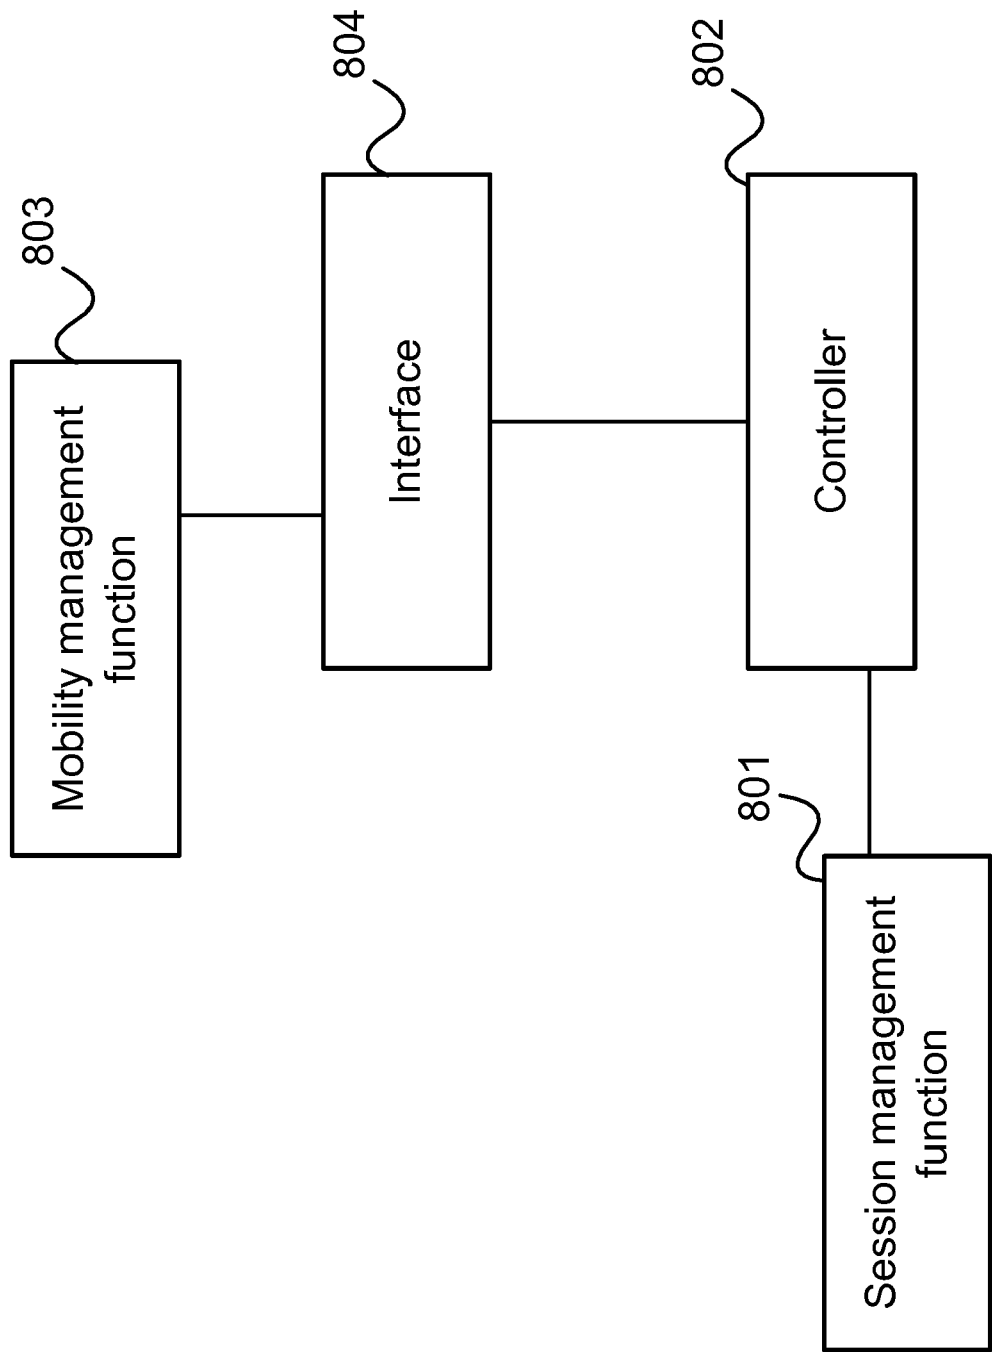 803
Mobility management
function
804
Interface
802
Controller
801
Session management
function